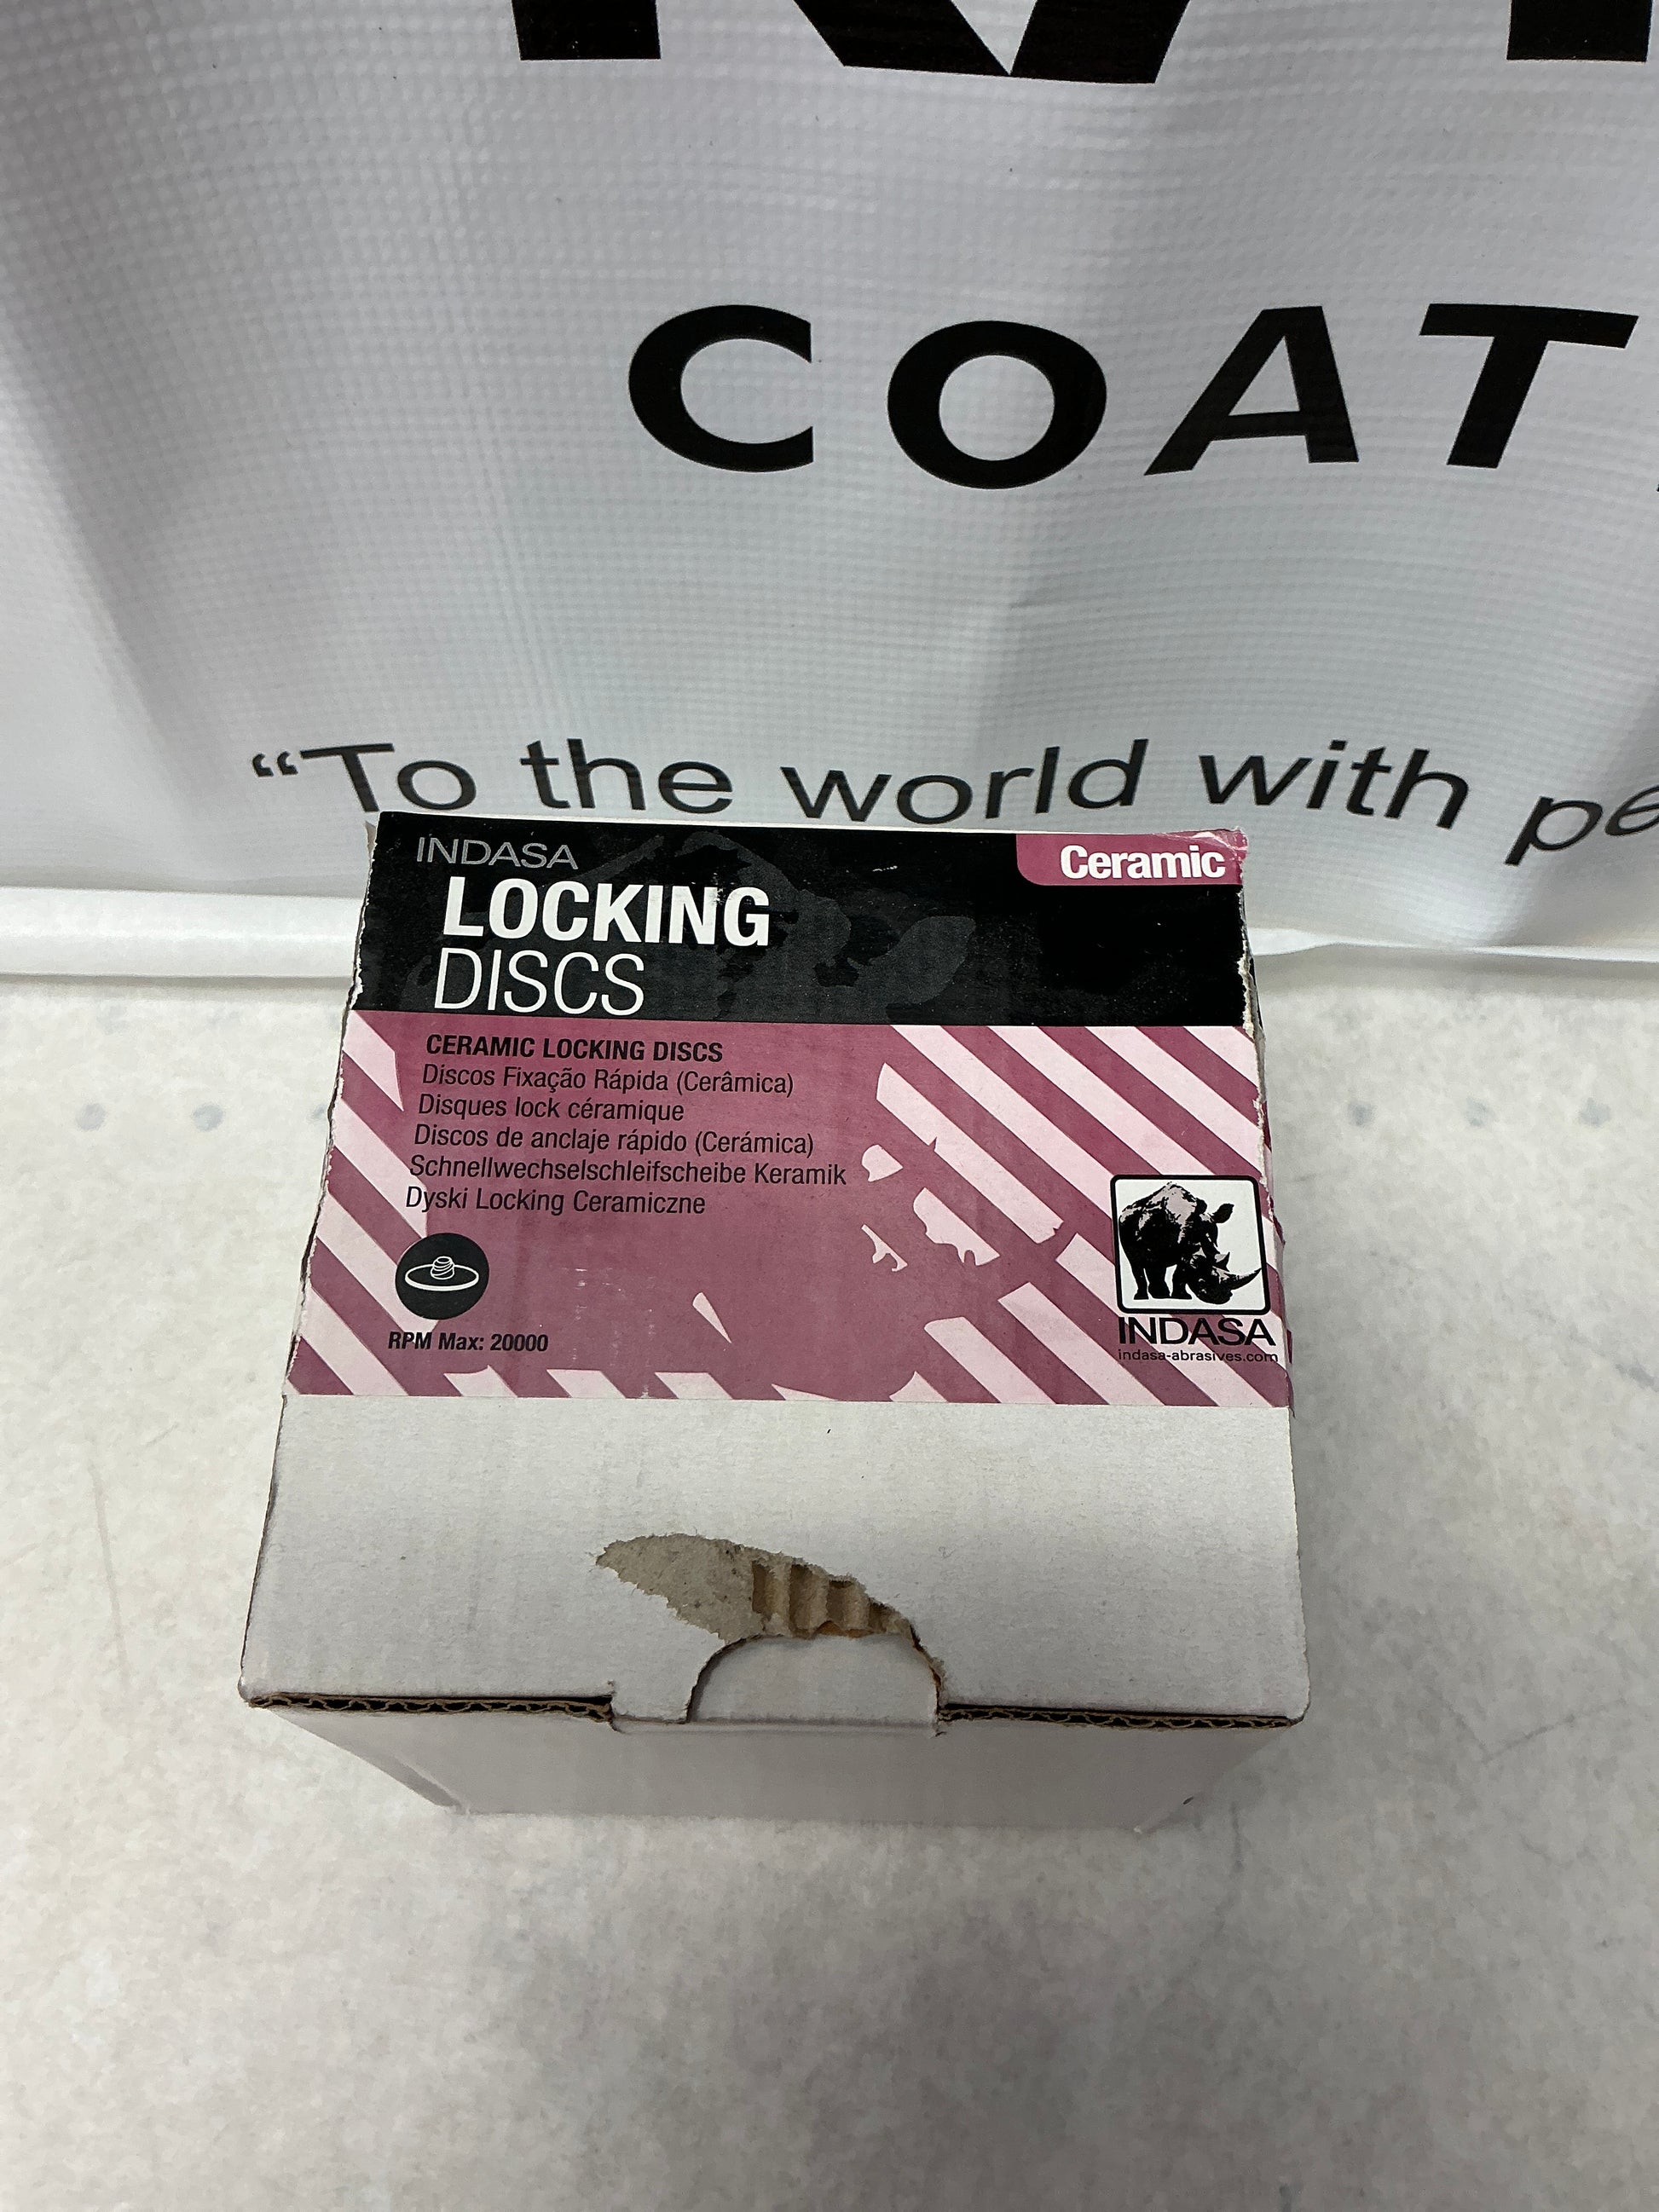 COAT
“To the world with pe
INDASA
Ceramic
LOCKING
DISCS
CERAMIC LOCKING DISCS
Discos Fixação Rápida (Cerâmica)
Disques lock céramique
Discos de anclaje rápido (Cerámica)
Schnellwechselschleifscheibe Keramik
Dyski Locking Ceramiczne
RPM Max: 20000
INDASA
indasa-abrasives.com